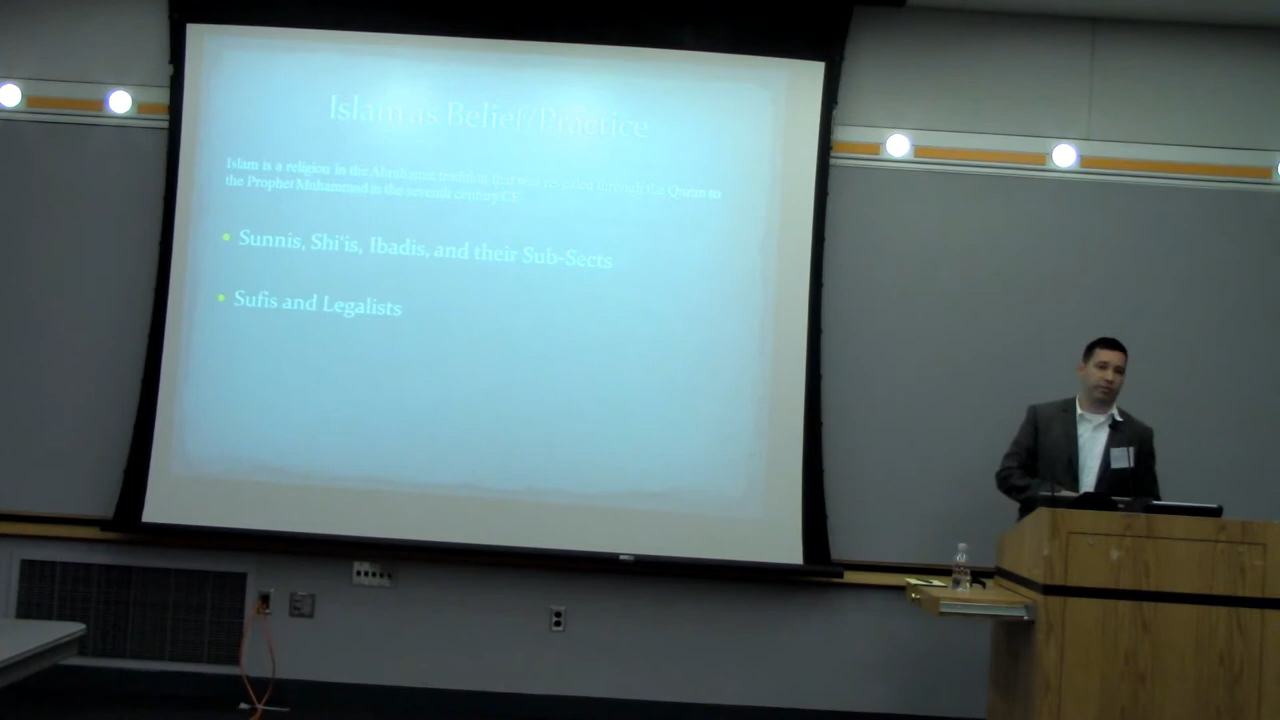 Islam as Belief/Practice
Islam is a religion in the Abrahamic tradition that was revealed through the Quran to
the Prophet Muhammad in the seventh century CE.
Sunnis, Shi'is, Ibadis, and their Sub-Sects
Sufis and Legalists